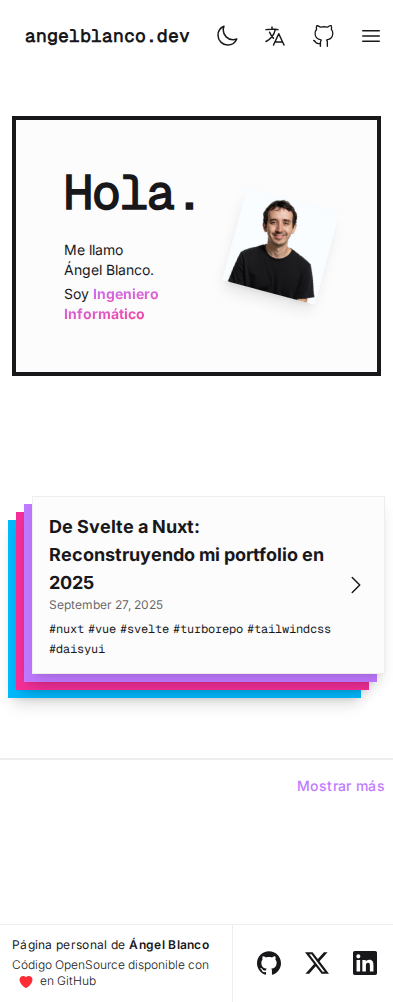 angelblanco.dev
Hola.
Me llamo
Ángel Blanco.
Soy Ingeniero
Informático
De Svelte a Nuxt:
Reconstruyendo mi portfolio en
2025
September 27, 2025
#nuxt #vue #svelte #turborepo #tailwindcss
#daisyui
Mostrar más
Página personal de Ángel Blanco
Código OpenSource disponible con
en GitHub